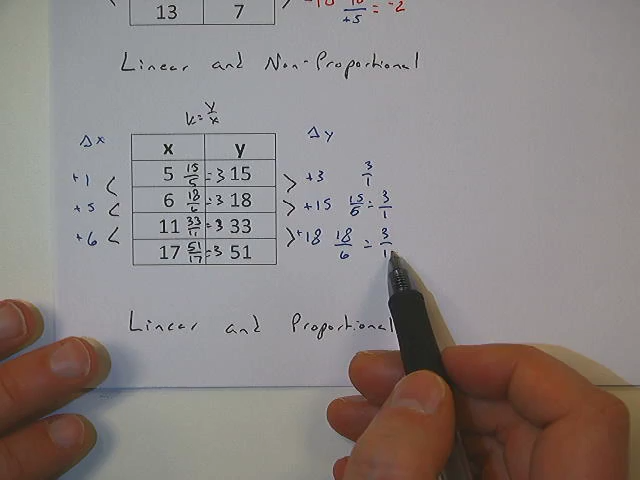 13 7 -10 10/+5 = -2
Linear and Non-Proportional
k = y/x
Δx x y Δy
+1 < 5 15/5 = 3 15 > +3 3/1
+5 < 6 18/6 = 3 18 > +15 15/5 = 3/1
+6 < 11 33/11 = 3 33 > +18 18/6 = 3/1
17 51/17 = 3 51
Linear and Proportional